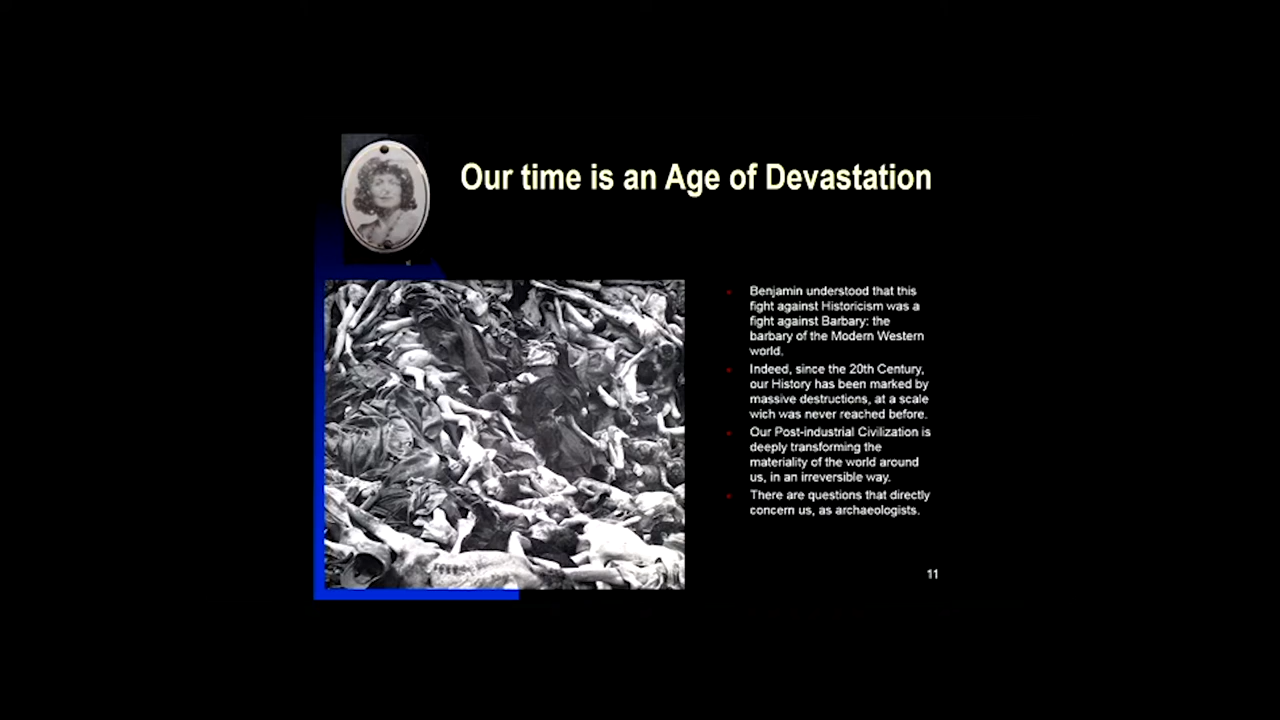 Our time is an Age of Devastation
Benjamin understood that this
fight against Historicism was a
fight against Barbary: the
barbary of the Modern Western
world.
Indeed, since the 20th Century,
our History has been marked by
massive destructions, at a scale
wich was never reached before.
Our Post-industrial Civilization is
deeply transforming the
materiality of the world around
us, in an irreversible way.
There are questions that directly
concern us, as archaeologists.
11